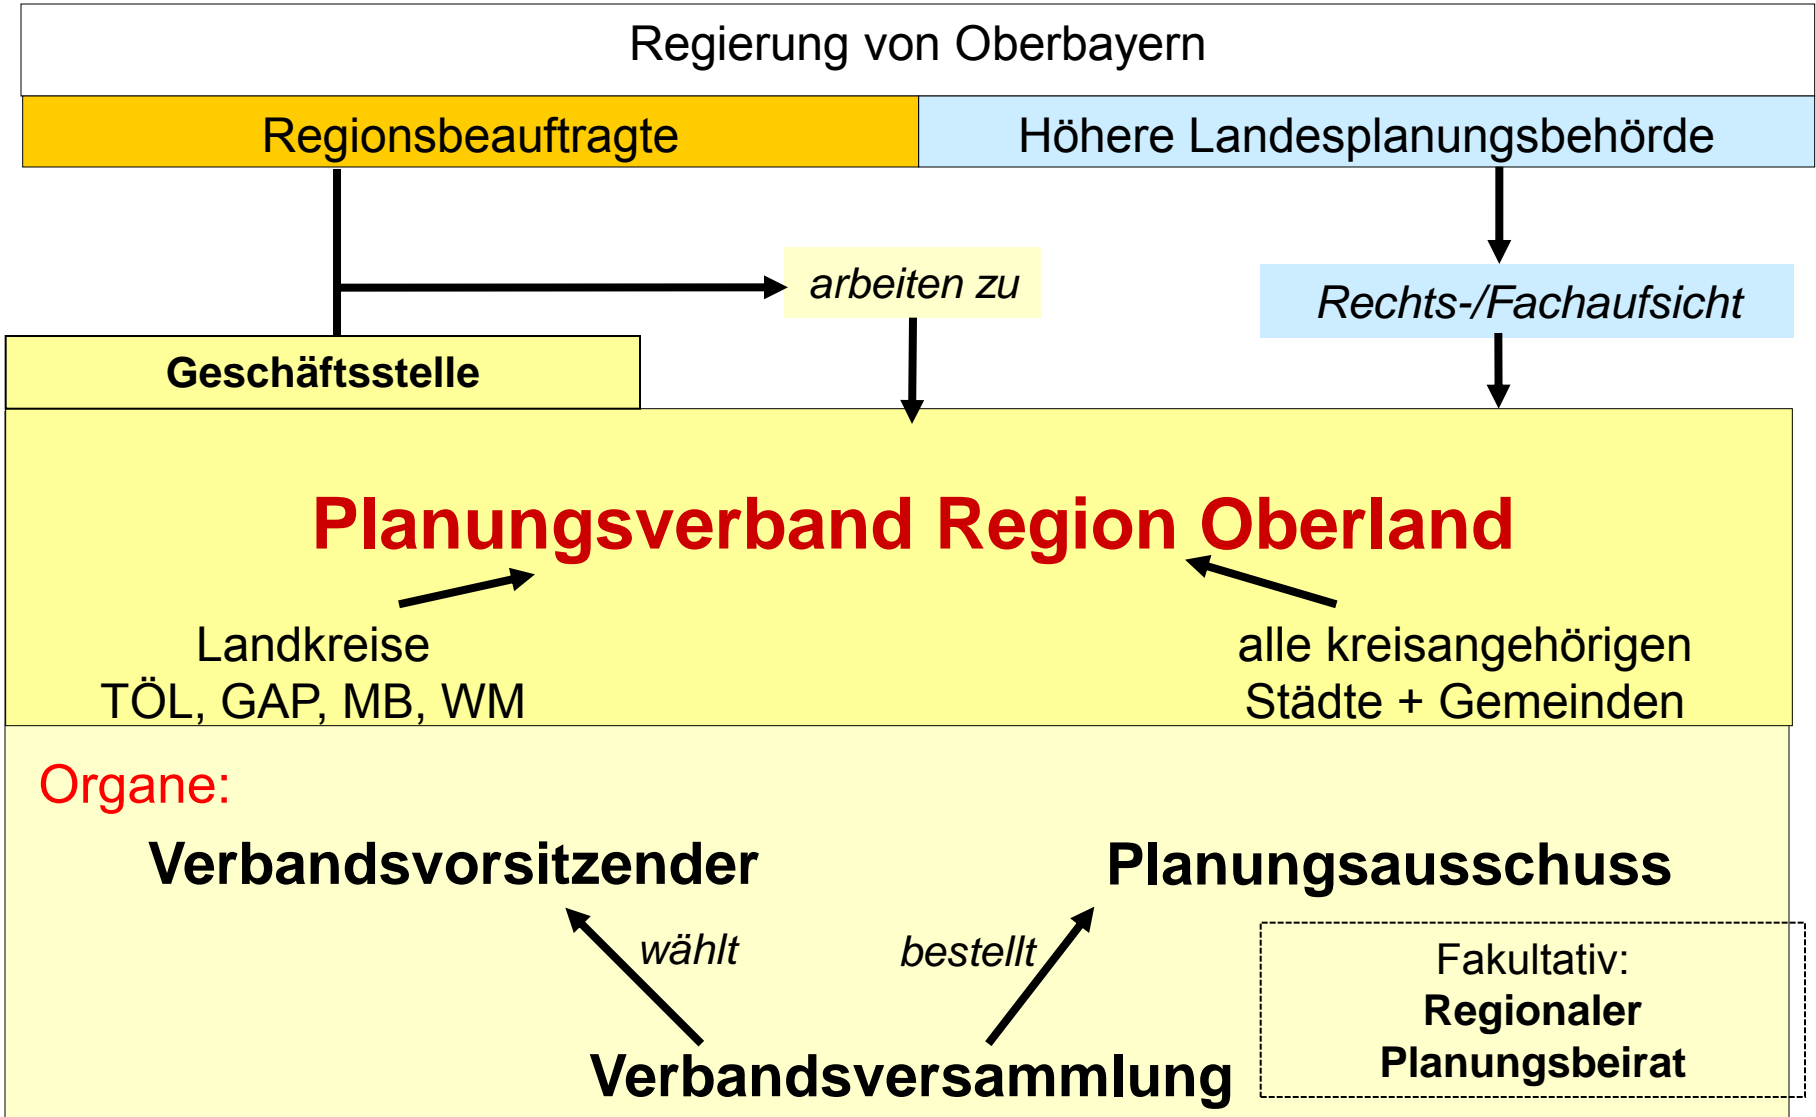 Regierung von Oberbayern
Regionsbeauftragte
Höhere Landesplanungsbehörde
arbeiten zu
Rechts-/Fachaufsicht
Geschäftsstelle
Planungsverband Region Oberland
Landkreise
TÖL, GAP, MB, WM
alle kreisangehörigen
Städte + Gemeinden
Organe:
Verbandsvorsitzender
Planungsausschuss
wählt
bestellt
Fakultativ:
Regionaler
Planungsbeirat
Verbandsversammlung